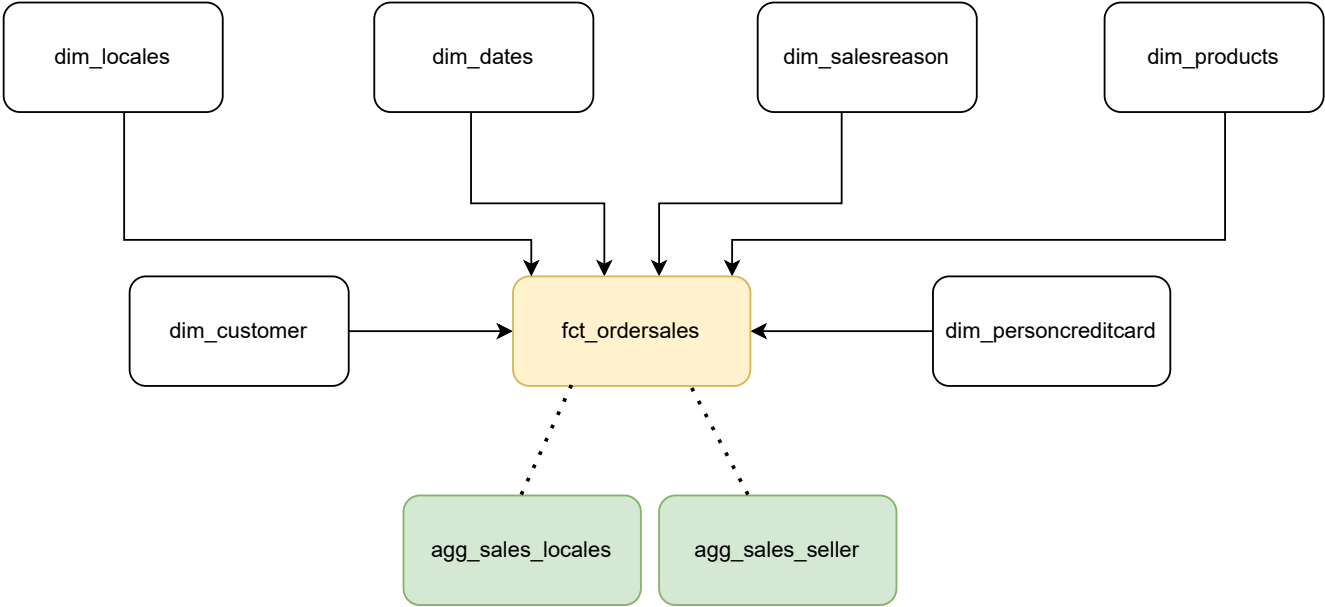 dim_locales
dim_dates
dim_salesreason
dim_products
dim_customer
fct_ordersales
dim_personcreditcard
agg_sales_locales
agg_sales_seller